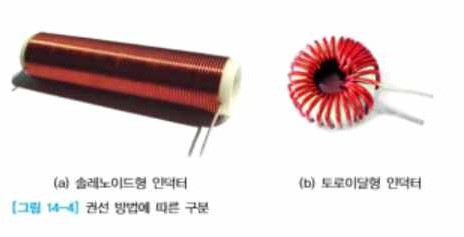 (a) 솔레노이드형 인덕터
(b) 토로이달형 인덕터
[그림 14-4] 권선 방법에 따른 구분